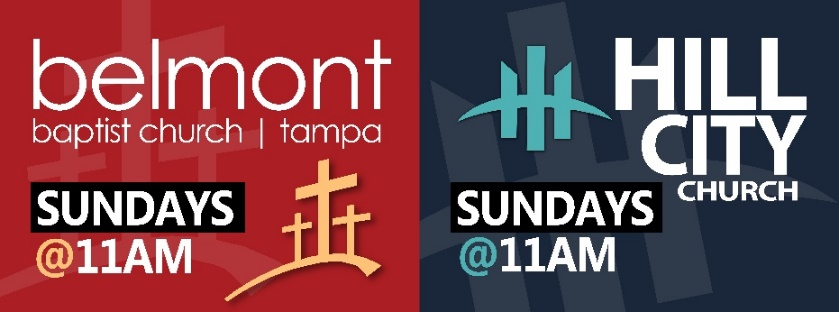 belmont
baptist church | tampa
SUNDAYS
@11AM
HILL
CITY
CHURCH
SUNDAYS
@11AM